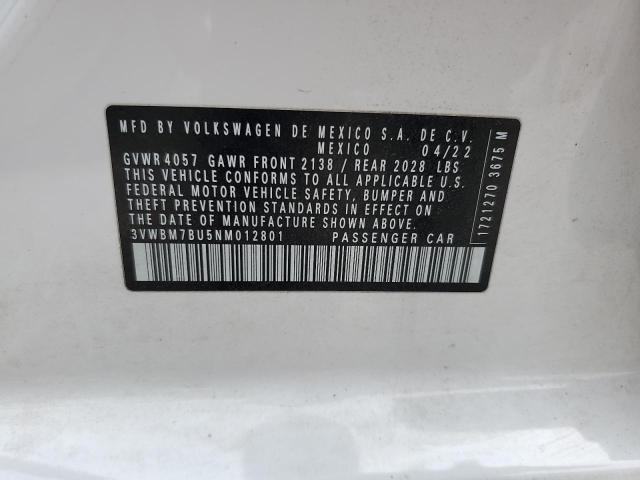 MFD BY VOLKSWAGEN DE MEXICO S.A. DE C.V.
MEXICO 04/22
GVWR 4057 GAWR FRONT 2138 / REAR 2028 LBS
THIS VEHICLE CONFORMS TO ALL APPLICABLE U.S.
FEDERAL MOTOR VEHICLE SAFETY, BUMPER AND
THEFT PREVENTION STANDARDS IN EFFECT ON
THE DATE OF MANUFACTURE SHOWN ABOVE.
3VWBM7BU5NM012801 PASSENGER CAR
1721270 3675 M